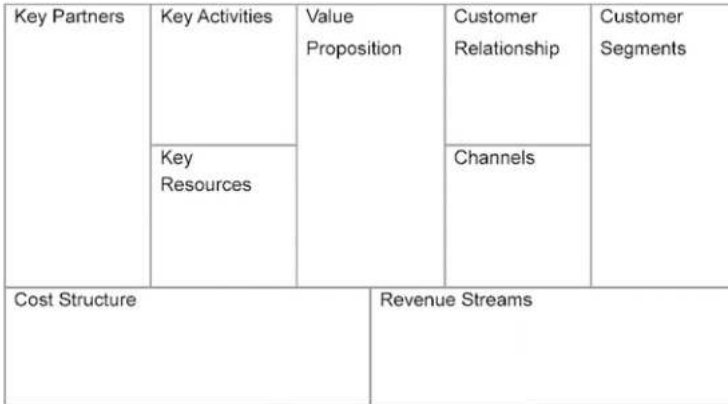 Key Partners
Key Activities
Value
Proposition
Customer
Relationship
Customer
Segments
Key
Resources
Channels
Cost Structure
Revenue Streams